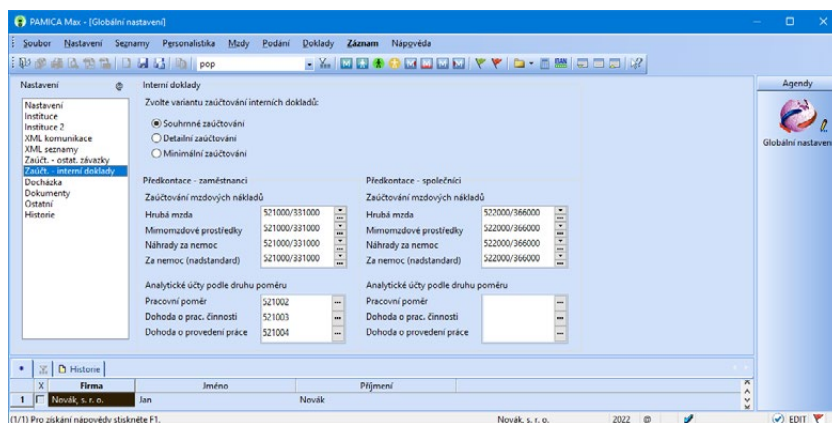 PAMICA Max - [Globální nastavení]
Soubor Nastavení Seznamy Personalistika Mzdy Podání Doklady Záznam Nápověda
pop
Nastavení @ Interní doklady Agendy
Nastavení
Instituce
Instituce 2
XML komunikace
XML seznamy
Zaúčt. - ostat. závazky
Zaúčt. - interní doklady
Docházka
Dokumenty
Ostatní
Historie
Zvolte variantu zaúčtování interních dokladů:
Souhrnné zaúčtování
Detailní zaúčtování
Minimální zaúčtování
Globální nastavení
Předkontace - zaměstnanci
Zaúčtování mzdových nákladů
Hrubá mzda 521000/331000
Mimomzdové prostředky 521000/331000
Náhrady za nemoc 521000/331000
Za nemoc (nadstandard) 521000/331000
Analytické účty podle druhu poměru
Pracovní poměr 521002
Dohoda o prac. činnosti 521003
Dohoda o provedení práce 521004
Předkontace - společníci
Zaúčtování mzdových nákladů
Hrubá mzda 522000/366000
Mimomzdové prostředky 522000/366000
Náhrady za nemoc 522000/366000
Za nemoc (nadstandard) 522000/366000
Analytické účty podle druhu poměru
Pracovní poměr
Dohoda o prac. činnosti
Dohoda o provedení práce
Historie
X Firma Jméno Příjmení
1 Novák, s. r. o. Jan Novák
(1/1) Pro získání nápovědy stiskněte F1. Novák, s. r. o. 2022 @ EDIT